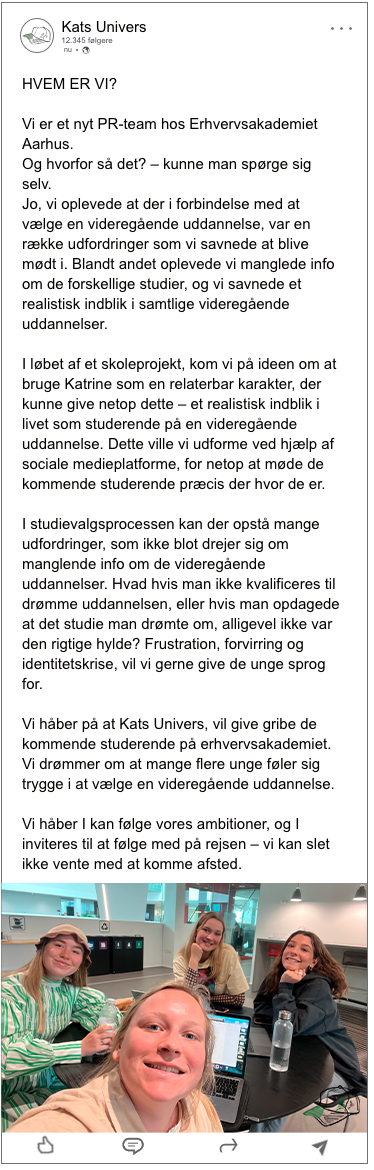 Kats Univers
12.345 følgere
nu •
HVEM ER VI?
Vi er et nyt PR-team hos Erhvervsakademiet
Aarhus.
Og hvorfor så det? – kunne man spørge sig
selv.
Jo, vi oplevede at der i forbindelse med at
vælge en videregående uddannelse, var en
række udfordringer som vi savnede at blive
mødt i. Blandt andet oplevede vi manglede info
om de forskellige studier, og vi savnede et
realistisk indblik i samtlige videregående
uddannelser.
I løbet af et skoleprojekt, kom vi på ideen om at
bruge Katrine som en relaterbar karakter, der
kunne give netop dette – et realistisk indblik i
livet som studerende på en videregående
uddannelse. Dette ville vi udforme ved hjælp af
sociale medieplatforme, for netop at møde de
kommende studerende præcis der hvor de er.
I studievalgsprocessen kan der opstå mange
udfordringer, som ikke blot drejer sig om
manglende info om de videregående
uddannelser. Hvad hvis man ikke kvalificeres til
drømme uddannelsen, eller hvis man opdagede
at det studie man drømte om, alligevel ikke var
den rigtige hylde? Frustration, forvirring og
identitetskrise, vil vi gerne give de unge sprog
for.
Vi håber på at Kats Univers, vil give gribe de
kommende studerende på erhvervsakademiet.
Vi drømmer om at mange flere unge føler sig
trygge i at vælge en videregående uddannelse.
Vi håber I kan følge vores ambitioner, og I
inviteres til at følge med på rejsen – vi kan slet
ikke vente med at komme afsted.